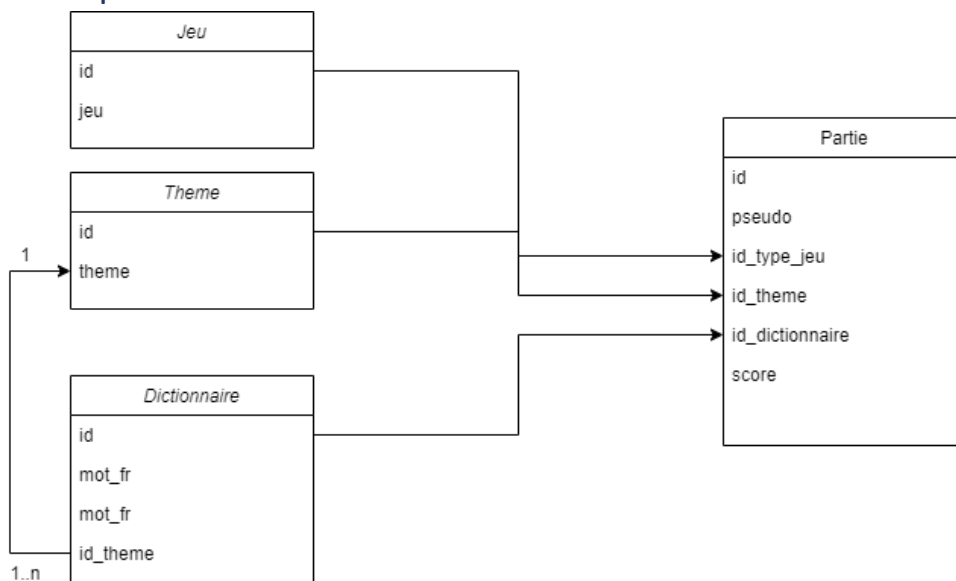 Jeu
id
jeu
Theme
id
theme
1
Dictionnaire
id
mot_fr
mot_fr
id_theme
1..n
Partie
id
pseudo
id_type_jeu
id_theme
id_dictionnaire
score